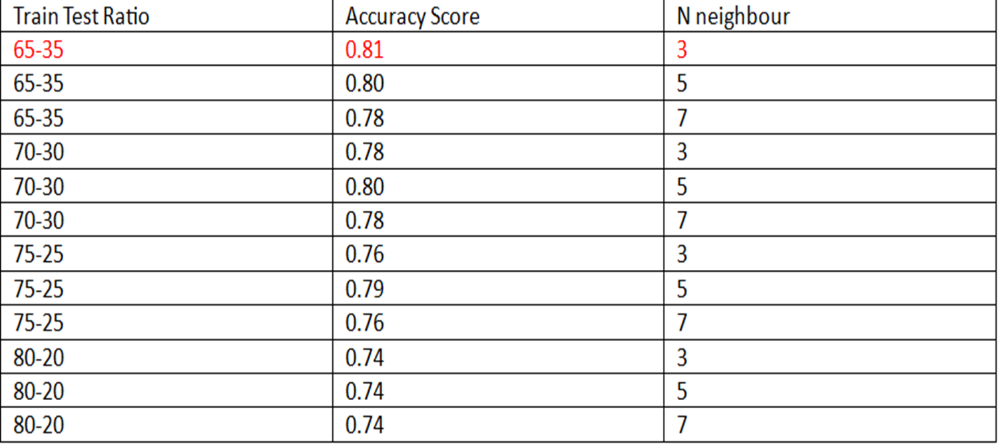 Train Test Ratio Accuracy Score N neighbour
65-35 0.81 3
65-35 0.80 5
65-35 0.78 7
70-30 0.78 3
70-30 0.80 5
70-30 0.78 7
75-25 0.76 3
75-25 0.79 5
75-25 0.76 7
80-20 0.74 3
80-20 0.74 5
80-20 0.74 7